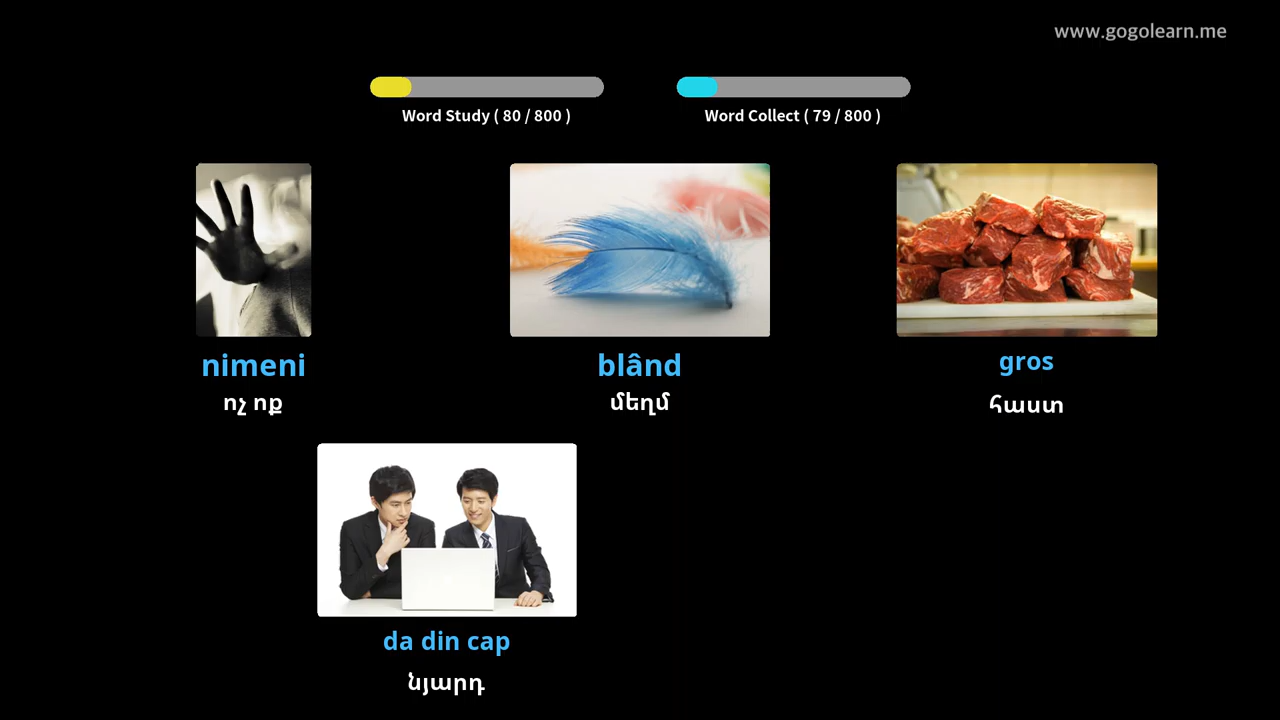 www.gogolearn.me
Word Study ( 80 / 800 )
Word Collect ( 79 / 800 )
nimeni
ոչ ոք
blând
մեղմ
gros
հաստ
da din cap
նյարդ